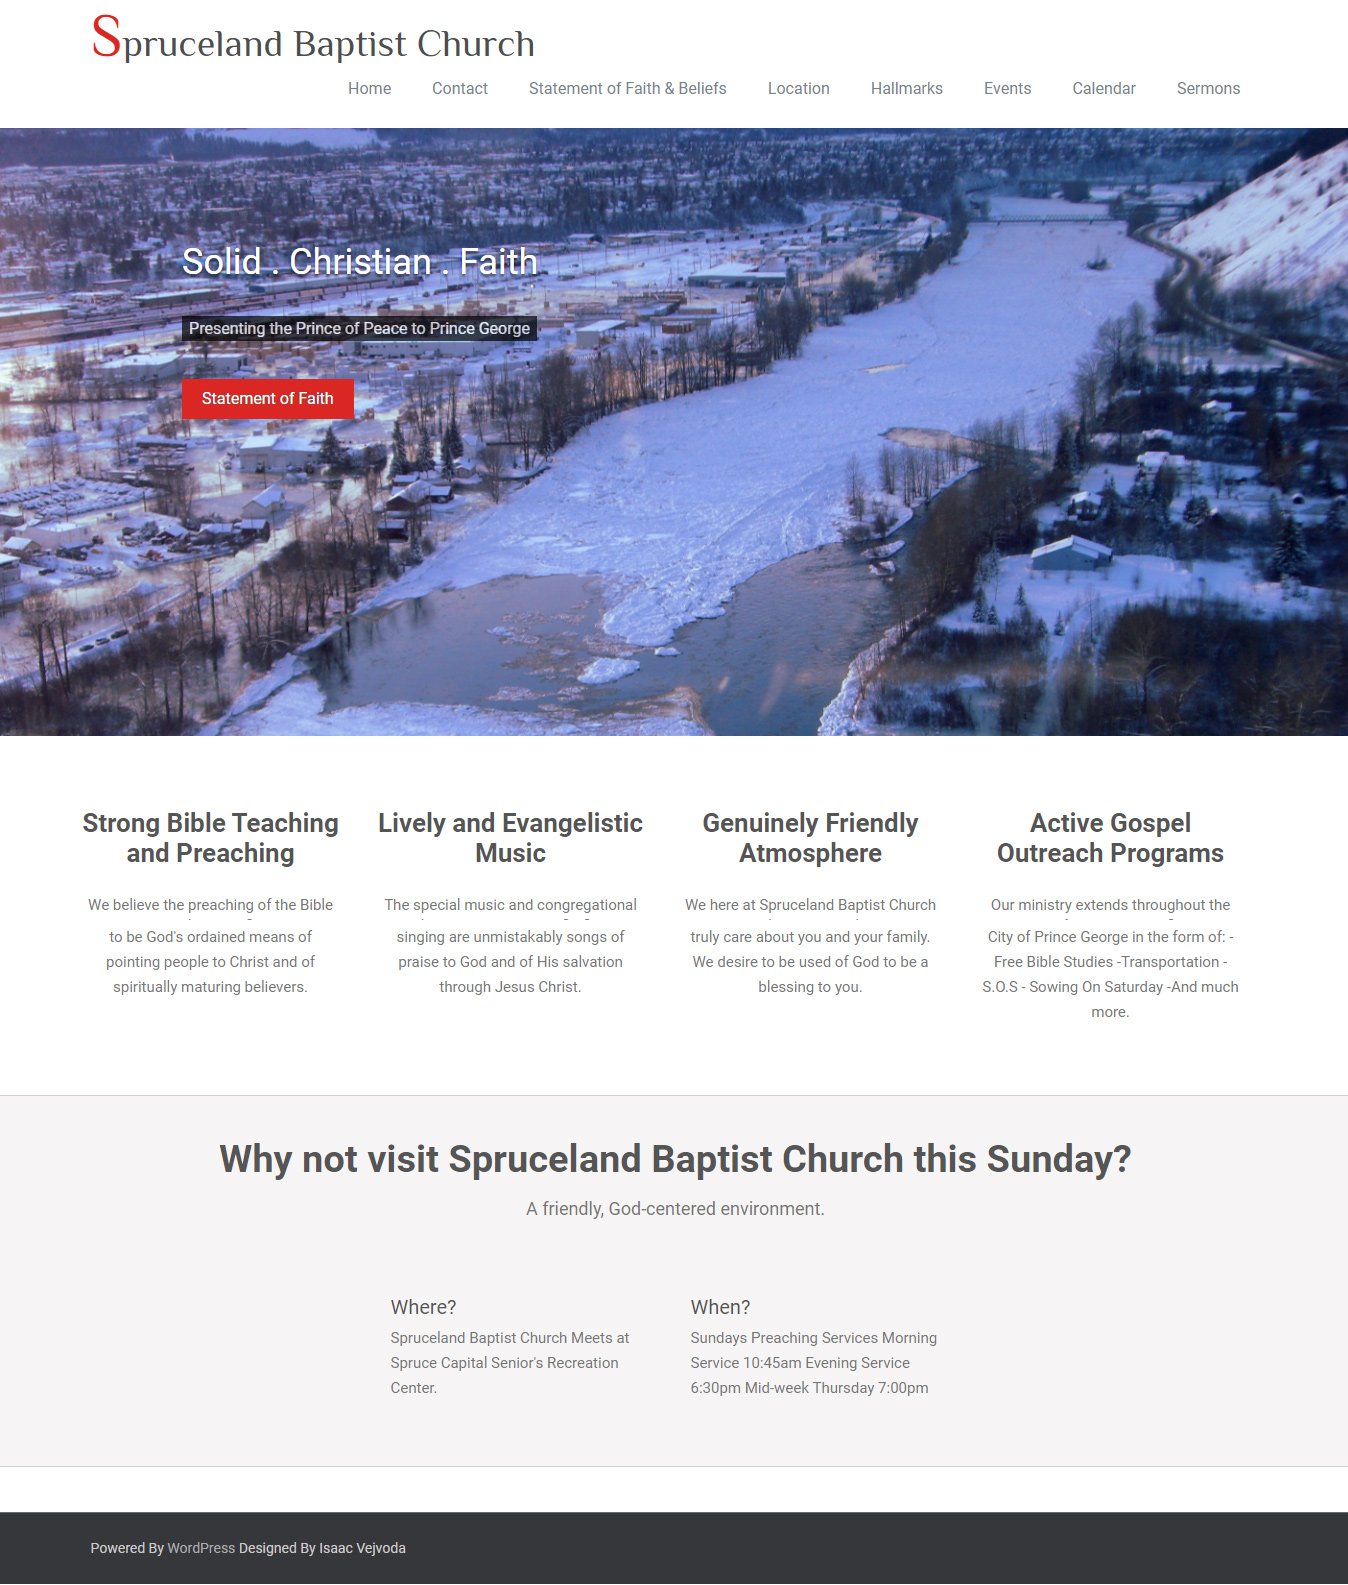 Spruceland Baptist Church
Home Contact Statement of Faith & Beliefs Location Hallmarks Events Calendar Sermons
Solid . Christian . Faith
Presenting the Prince of Peace to Prince George
Statement of Faith
Strong Bible Teaching
and Preaching
We believe the preaching of the Bible
to be God's ordained means of
pointing people to Christ and of
spiritually maturing believers.
Lively and Evangelistic
Music
The special music and congregational
singing are unmistakably songs of
praise to God and of His salvation
through Jesus Christ.
Genuinely Friendly
Atmosphere
We here at Spruceland Baptist Church
truly care about you and your family.
We desire to be used of God to be a
blessing to you.
Active Gospel
Outreach Programs
Our ministry extends throughout the
City of Prince George in the form of: -
Free Bible Studies -Transportation -
S.O.S - Sowing On Saturday -And much
more.
Why not visit Spruceland Baptist Church this Sunday?
A friendly, God-centered environment.
Where?
Spruceland Baptist Church Meets at
Spruce Capital Senior's Recreation
Center.
When?
Sundays Preaching Services Morning
Service 10:45am Evening Service
6:30pm Mid-week Thursday 7:00pm
Powered By WordPress Designed By Isaac Vejvoda